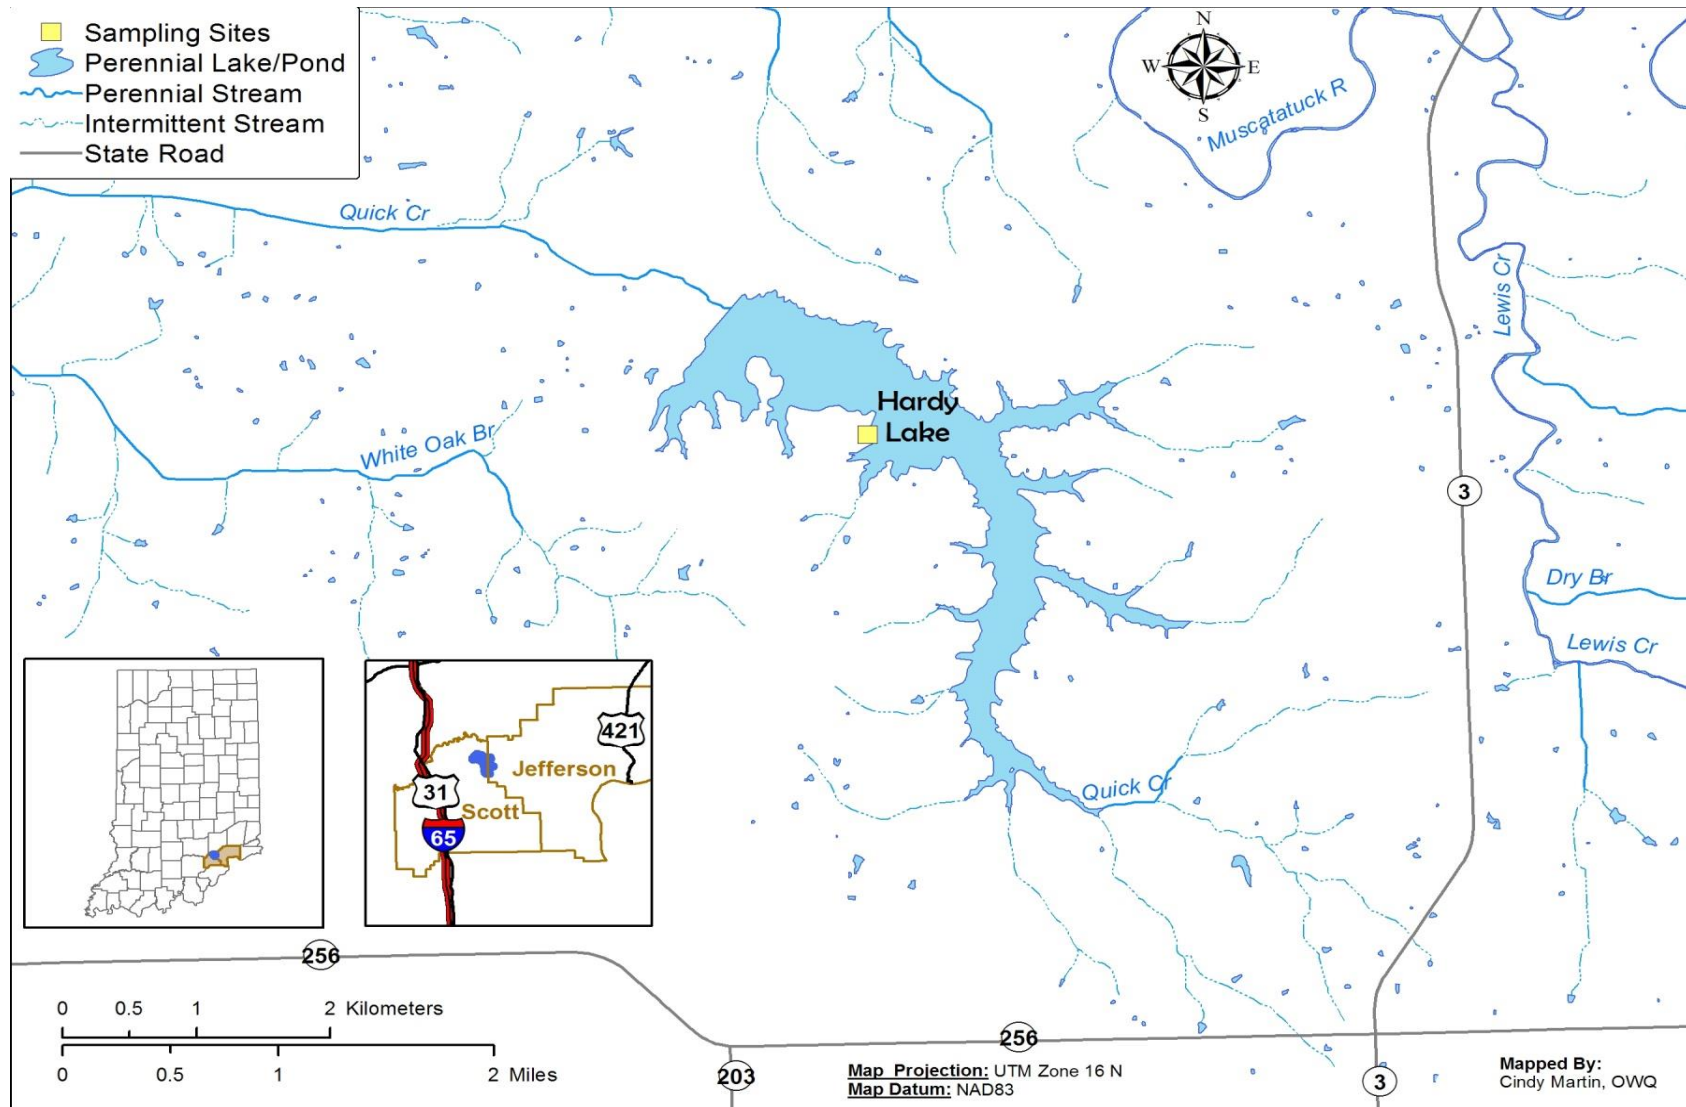 Sampling Sites
Perennial Lake/Pond
Perennial Stream
Intermittent Stream
State Road
N
W E
S
Muscatatuck R
Quick Cr
Lewis Cr
Hardy
Lake
White Oak Br
3
Dry Br
Lewis Cr
421
Jefferson
31
Scott
65
Quick Cr
256
0 0.5 1 2 Kilometers
0 0.5 1 2 Miles
256
203
3
Map Projection: UTM Zone 16 N
Map Datum: NAD83
Mapped By:
Cindy Martin, OWQ